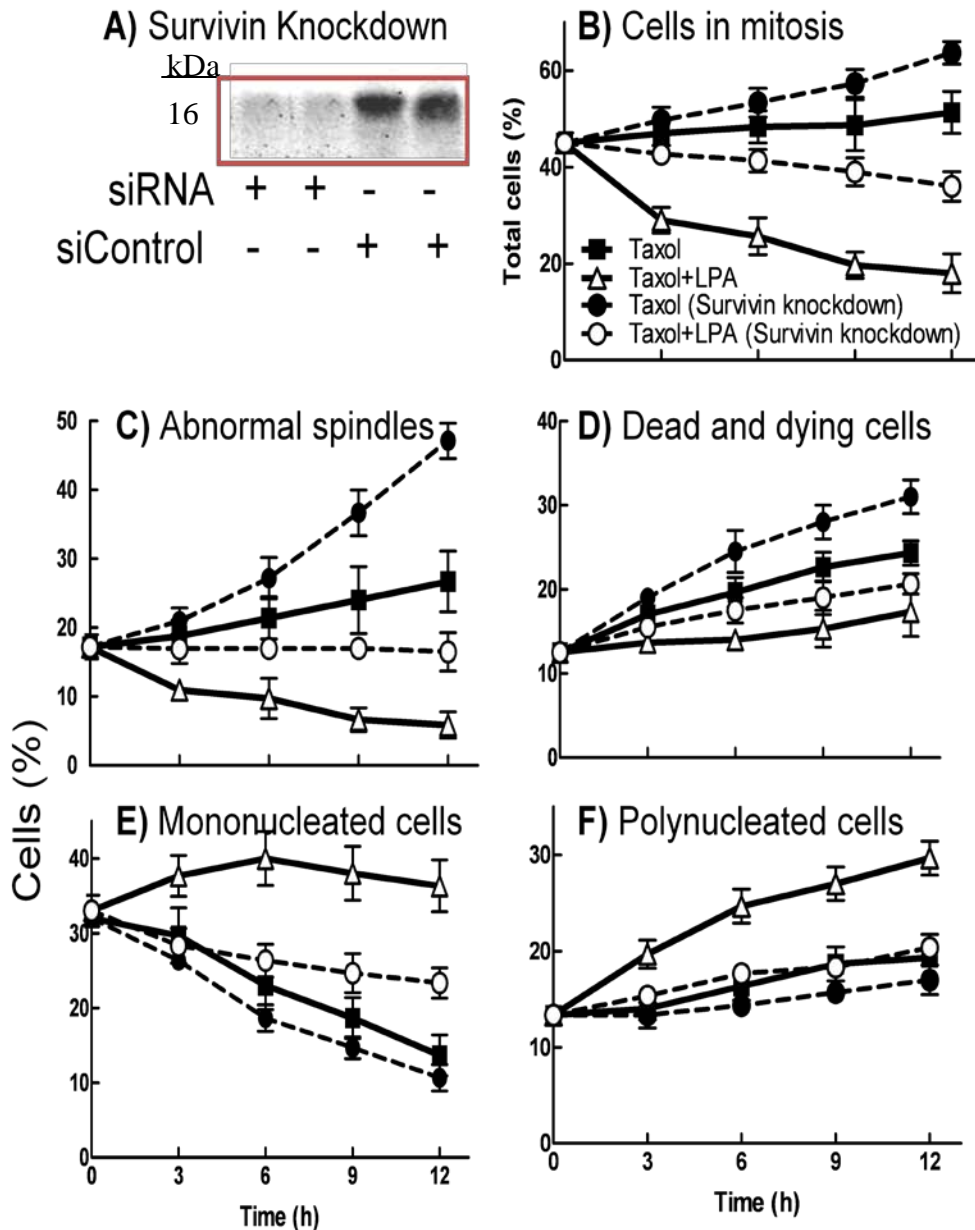 A) Survivin Knockdown
kDa
16
siRNA + + - -
siControl - - + +
B) Cells in mitosis
Total cells (%)
60
40
20
0
Taxol
Taxol+LPA
Taxol (Survivin knockdown)
Taxol+LPA (Survivin knockdown)
Cells (%)
C) Abnormal spindles
50
40
30
20
10
0
D) Dead and dying cells
40
30
20
10
0
E) Mononucleated cells
40
30
20
10
0
0 3 6 9 12
Time (h)
F) Polynucleated cells
30
20
10
0
0 3 6 9 12
Time (h)